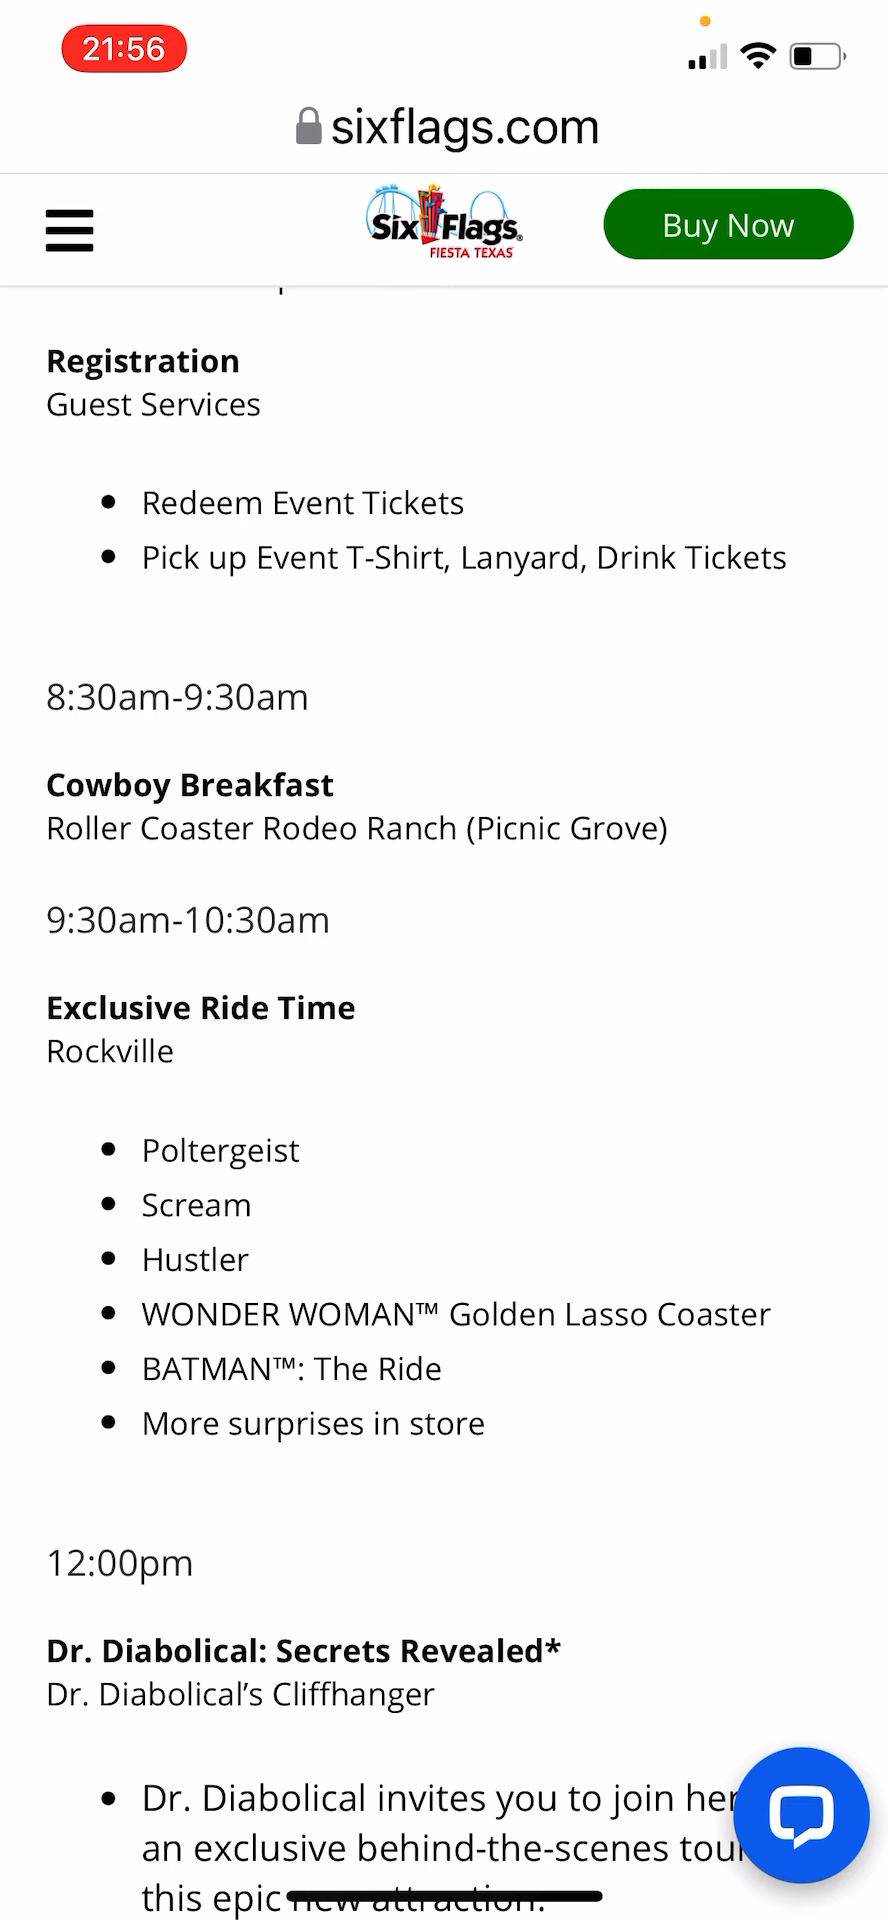 21:56
sixflags.com
Six Flags
FIESTA TEXAS
Buy Now
Registration
Guest Services
Redeem Event Tickets
Pick up Event T-Shirt, Lanyard, Drink Tickets
8:30am-9:30am
Cowboy Breakfast
Roller Coaster Rodeo Ranch (Picnic Grove)
9:30am-10:30am
Exclusive Ride Time
Rockville
Poltergeist
Scream
Hustler
WONDER WOMAN™ Golden Lasso Coaster
BATMAN™: The Ride
More surprises in store
12:00pm
Dr. Diabolical: Secrets Revealed*
Dr. Diabolical's Cliffhanger
Dr. Diabolical invites you to join her
an exclusive behind-the-scenes tour
this epic new attraction.